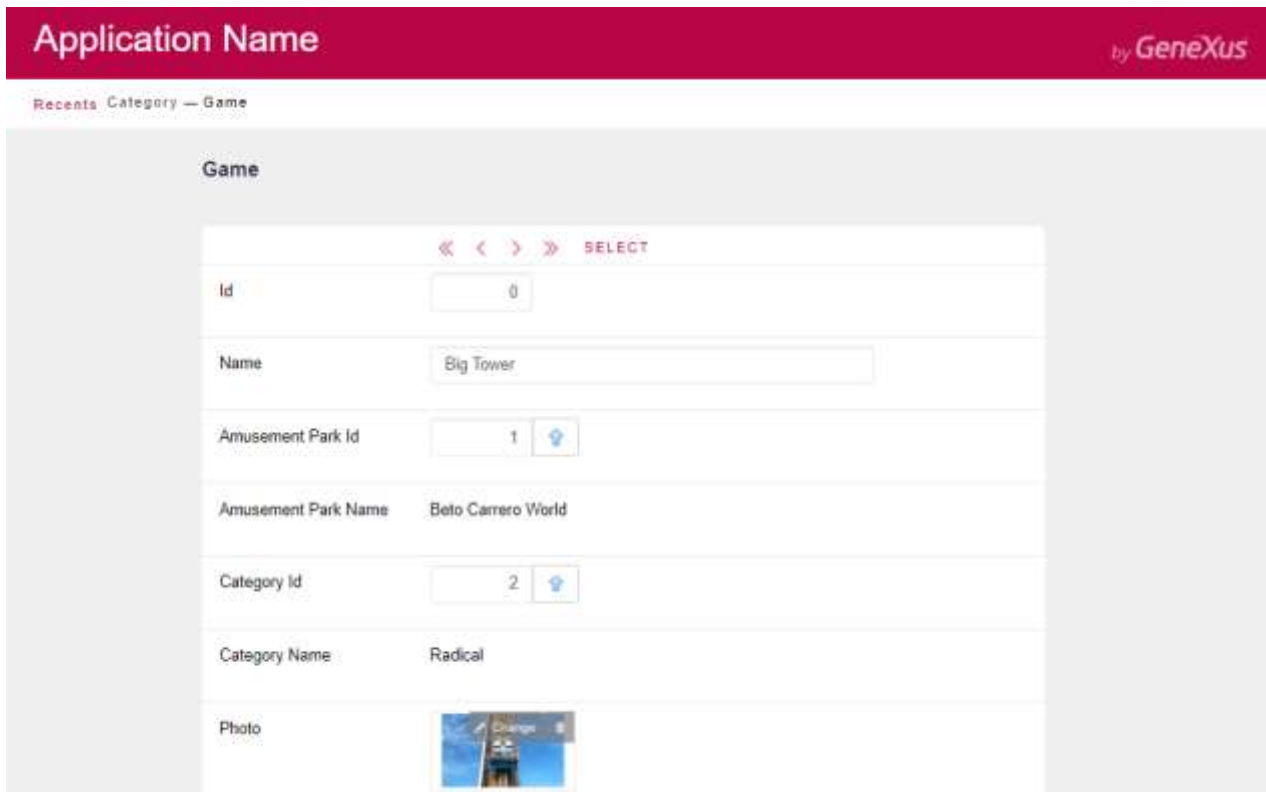 Application Name
by GeneXus
Recents Category — Game
Game
SELECT
Id 0
Name Big Tower
Amusement Park Id 1
Amusement Park Name Beto Carrero World
Category Id 2
Category Name Radical
Photo Change